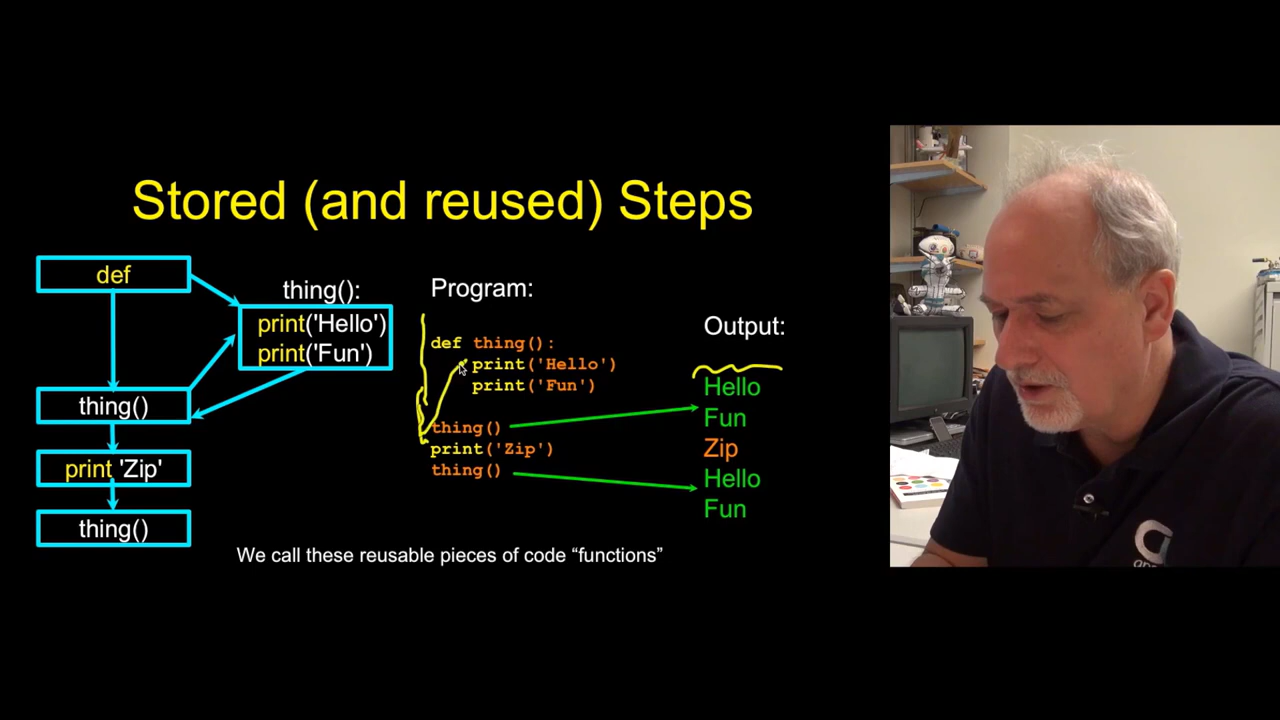 Stored (and reused) Steps
def
thing():
print('Hello')
print('Fun')
thing()
print 'Zip'
thing()
Program:
def thing():
print('Hello')
print('Fun')
thing()
print('Zip')
thing()
Output:
Hello
Fun
Zip
Hello
Fun
We call these reusable pieces of code “functions”